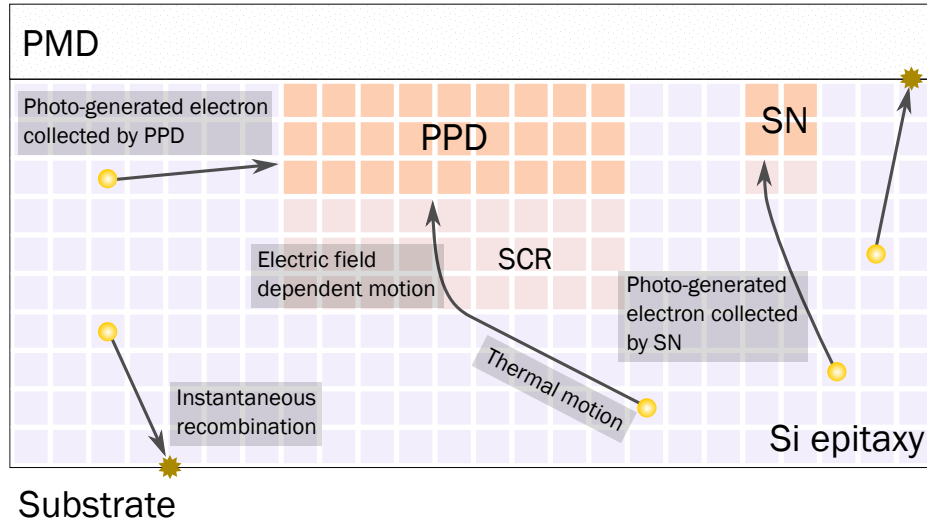 PMD
Photo-generated electron
collected by PPD
PPD
SN
Electric field
dependent motion
SCR
Photo-generated
electron collected
by SN
Thermal motion
Instantaneous
recombination
Si epitaxy
Substrate